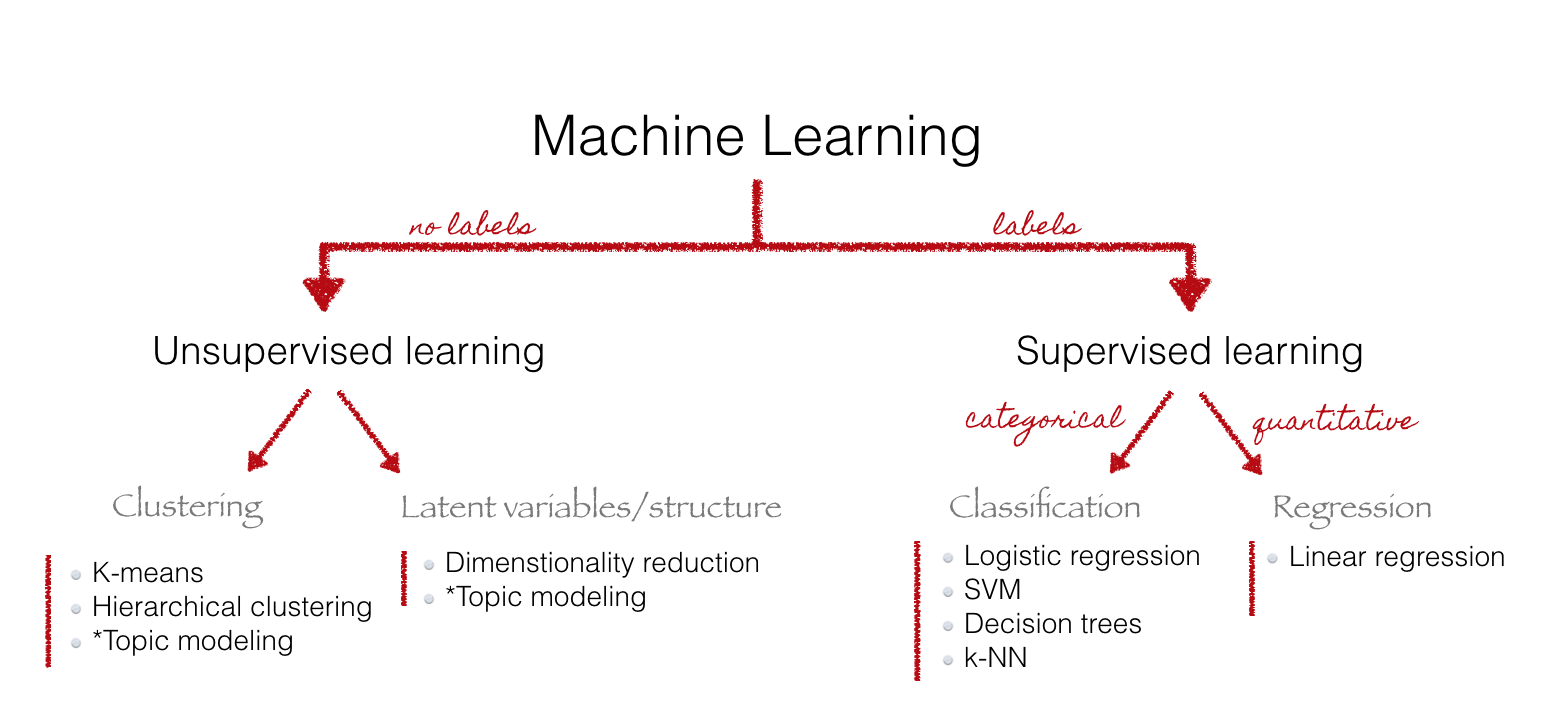 Machine Learning
no labels
labels
Unsupervised learning
Supervised learning
categorical
quantitative
Clustering
Latent variables/structure
Classification
Regression
K-means
Hierarchical clustering
*Topic modeling
Dimenstionality reduction
*Topic modeling
Logistic regression
SVM
Decision trees
k-NN
Linear regression